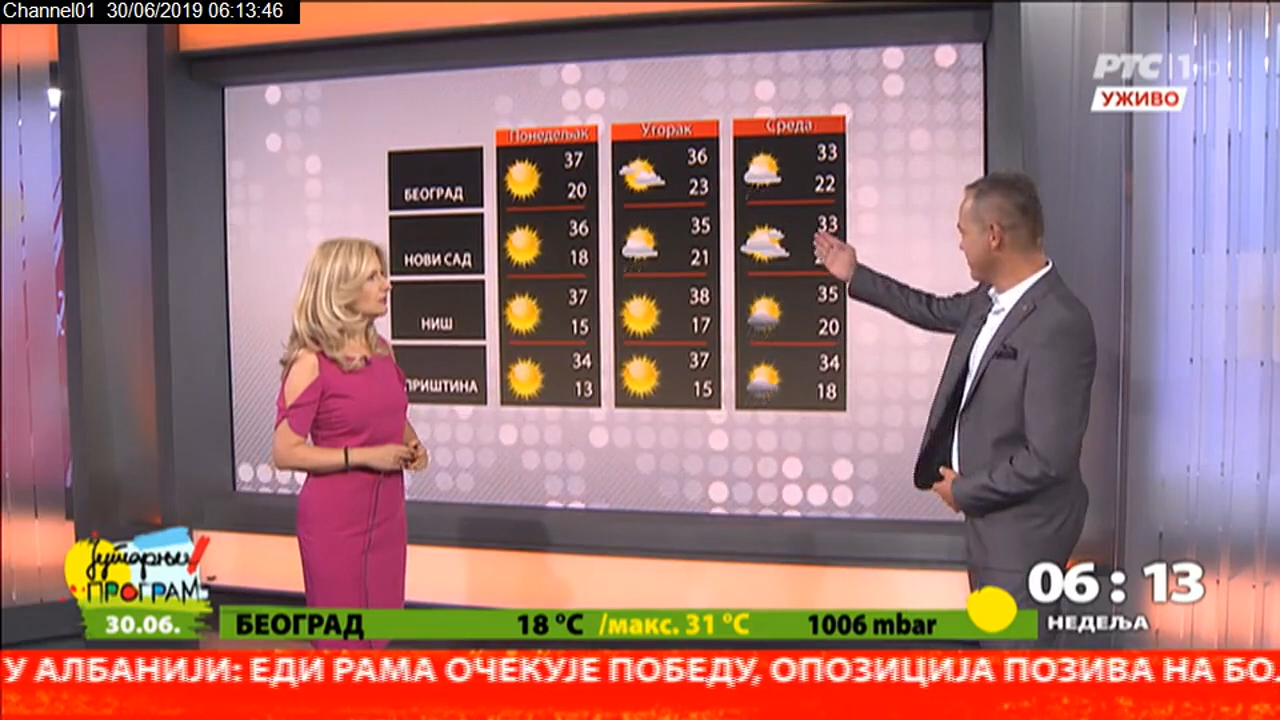 Channel01 30/06/2019 06:13:46
РТС 1
УЖИВО
Понедељак Уторак Среда
БЕОГРАД 37 36 33
20 23 22
НОВИ САД 36 35 33
18 21
НИШ 37 38 35
15 17 20
ПРИШТИНА 34 37 34
13 15 18
Јутарњи
ПРОГРАМ
30.06.
БЕОГРАД 18 °C /макс. 31 °C 1006 mbar
06 : 13
НЕДЕЉА
У АЛБАНИЈИ: ЕДИ РАМА ОЧЕКУЈЕ ПОБЕДУ, ОПОЗИЦИЈА ПОЗИВА НА БОЈ